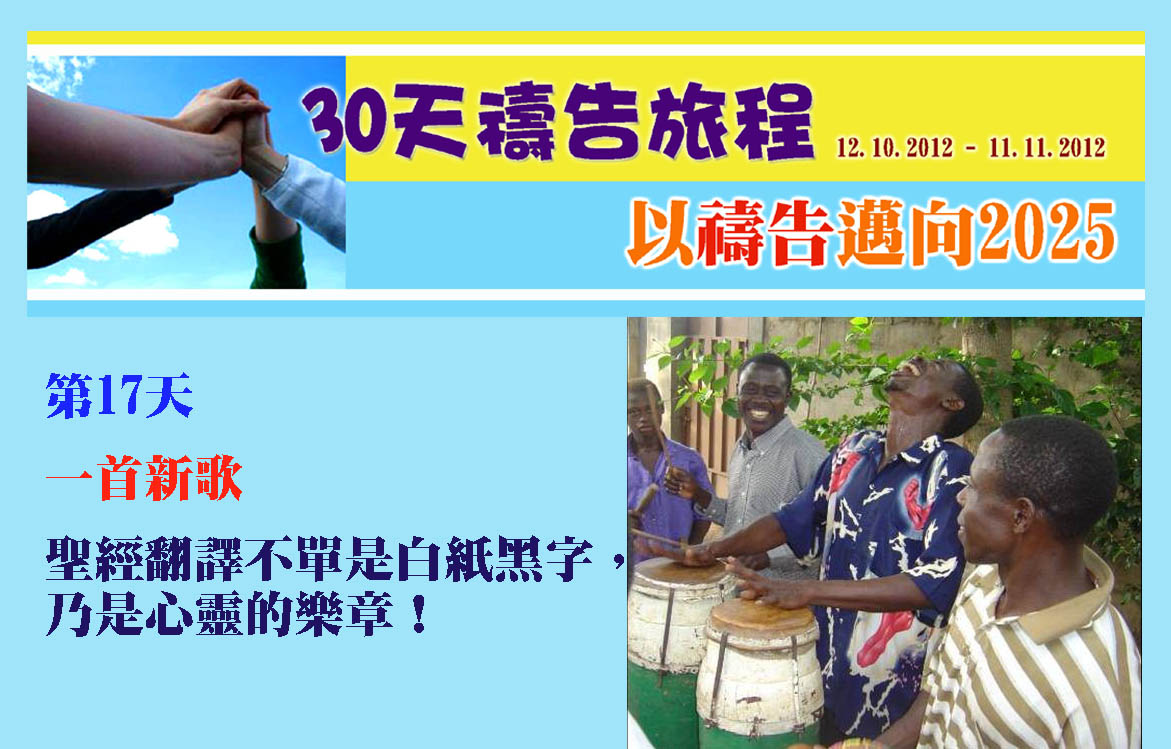 30天禱告旅程 12.10.2012 - 11.11.2012
以禱告邁向2025
第17天
一首新歌
聖經翻譯不單是白紙黑字，
乃是心靈的樂章！